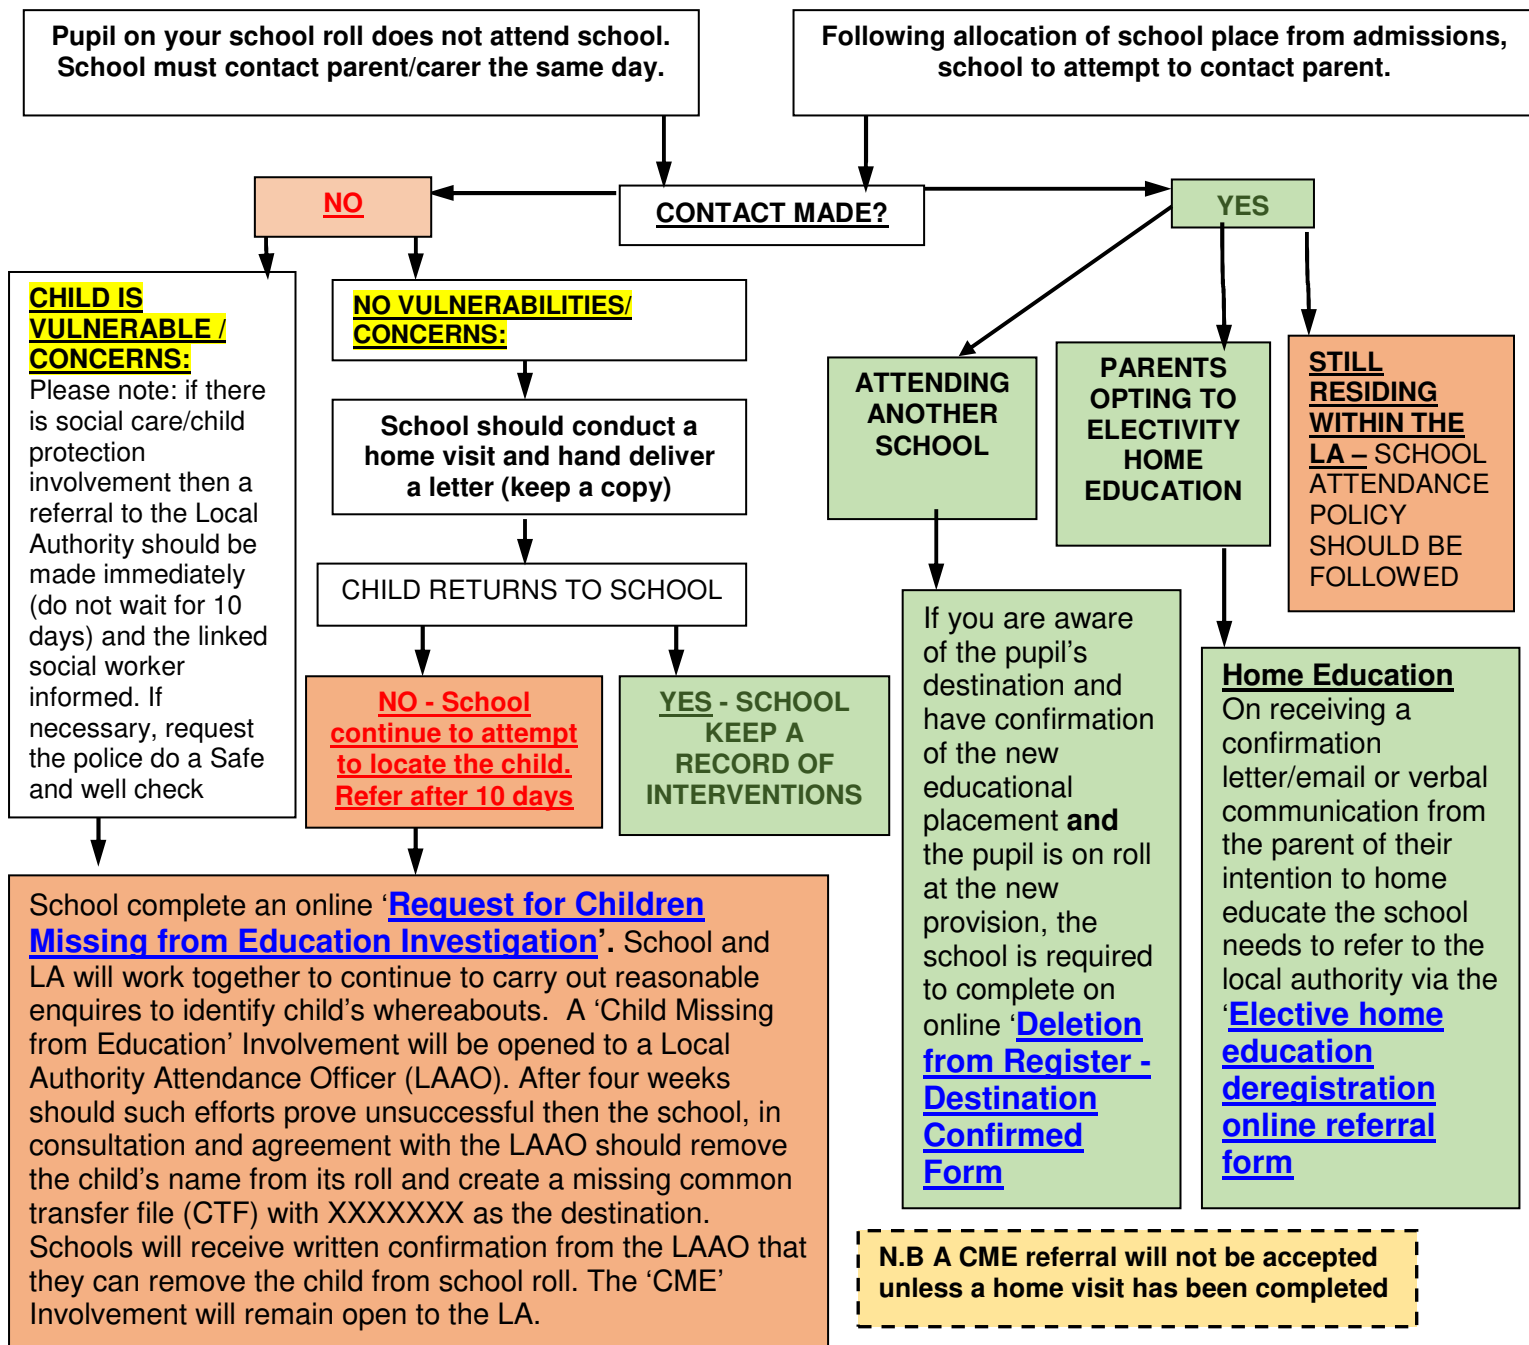 Pupil on your school roll does not attend school.
School must contact parent/carer the same day.
Following allocation of school place from admissions,
school to attempt to contact parent.
NO
CONTACT MADE?
YES
CHILD IS
VULNERABLE /
CONCERNS:
Please note: if there
is social care/child
protection
involvement then a
referral to the Local
Authority should be
made immediately
(do not wait for 10
days) and the linked
social worker
informed. If
necessary, request
the police do a Safe
and well check
NO VULNERABILITIES/
CONCERNS:
School should conduct a
home visit and hand deliver
a letter (keep a copy)
CHILD RETURNS TO SCHOOL
NO - School
continue to attempt
to locate the child.
Refer after 10 days
YES - SCHOOL
KEEP A
RECORD OF
INTERVENTIONS
ATTENDING
ANOTHER
SCHOOL
PARENTS
OPTING TO
ELECTIVITY
HOME
EDUCATION
STILL
RESIDING
WITHIN THE
LA – SCHOOL
ATTENDANCE
POLICY
SHOULD BE
FOLLOWED
If you are aware
of the pupil's
destination and
have confirmation
of the new
educational
placement and
the pupil is on roll
at the new
provision, the
school is required
to complete on
online ‘Deletion
from Register -
Destination
Confirmed
Form
Home Education
On receiving a
confirmation
letter/email or verbal
communication from
the parent of their
intention to home
educate the school
needs to refer to the
local authority via the
‘Elective home
education
deregistration
online referral
form
School complete an online ‘Request for Children
Missing from Education Investigation’. School and
LA will work together to continue to carry out reasonable
enquires to identify child’s whereabouts.  A ‘Child Missing
from Education’ Involvement will be opened to a Local
Authority Attendance Officer (LAAO). After four weeks
should such efforts prove unsuccessful then the school, in
consultation and agreement with the LAAO should remove
the child’s name from its roll and create a missing common
transfer file (CTF) with XXXXXXX as the destination.
Schools will receive written confirmation from the LAAO that
they can remove the child from school roll. The ‘CME’
Involvement will remain open to the LA.
N.B A CME referral will not be accepted
unless a home visit has been completed